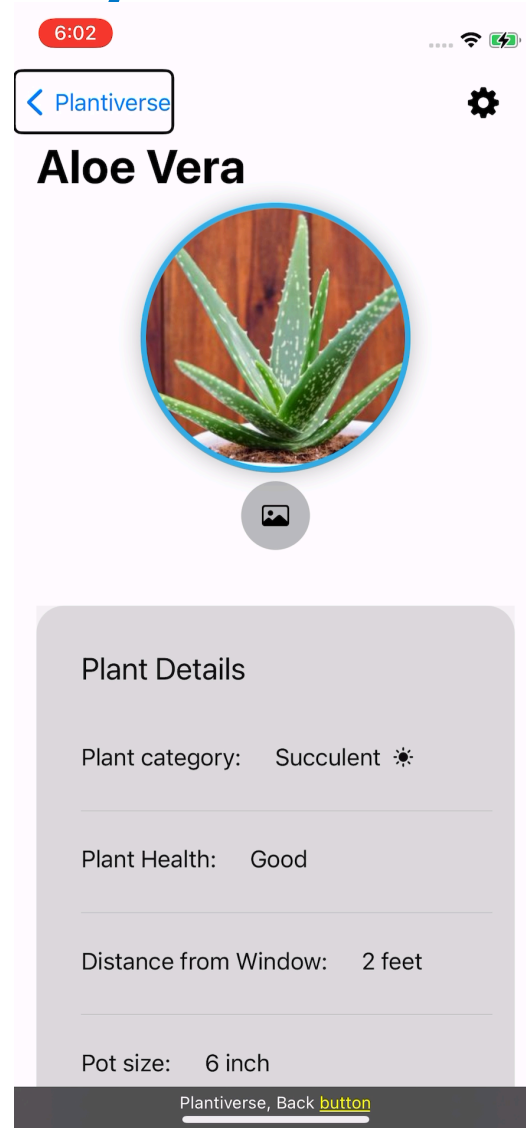 6:02
Plantiverse
Aloe Vera
Plant Details
Plant category: Succulent
Plant Health: Good
Distance from Window: 2 feet
Pot size: 6 inch
Plantiverse, Back button